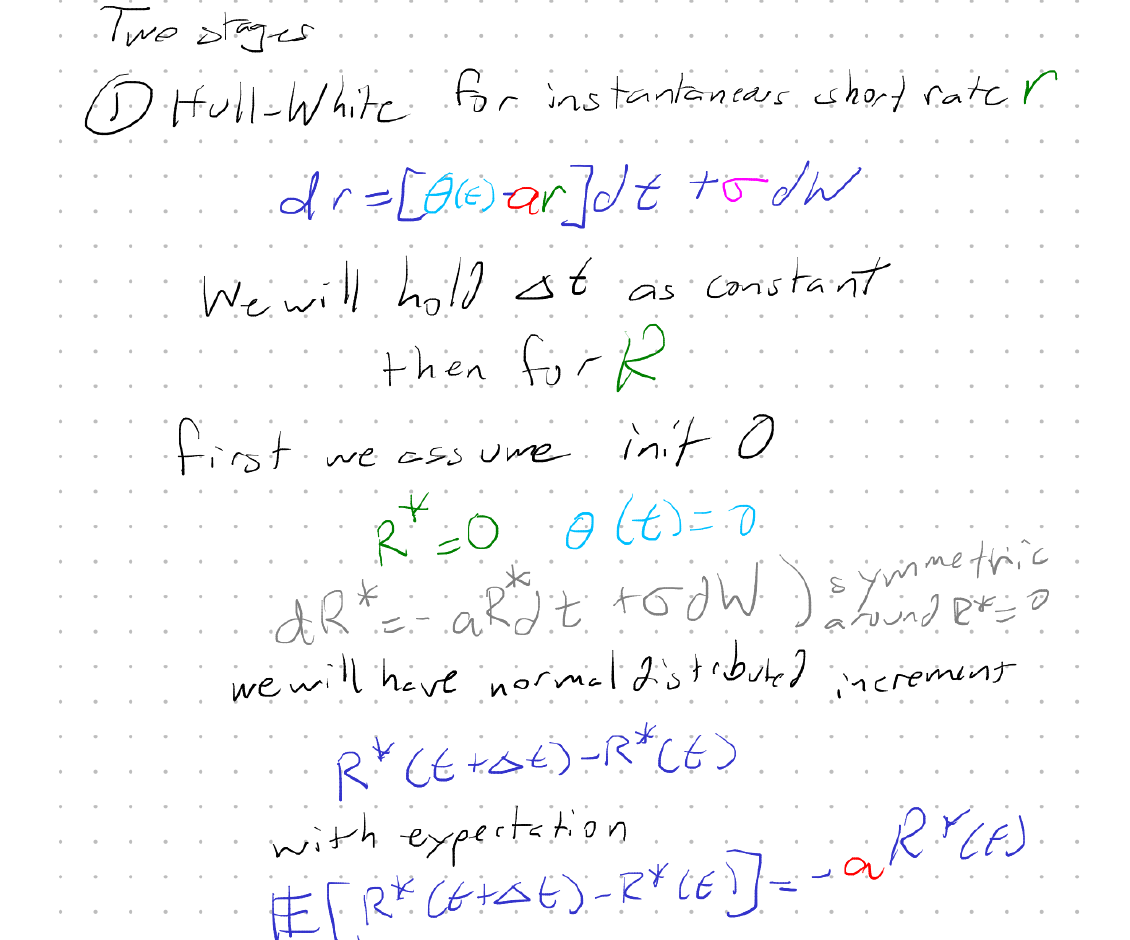 Two stages
① Hull-White for instantaneous short rate r
dr = [θ(t)-ar]dt + σdW
We will hold Δt as constant
then for R
first we assume init 0
R* = 0 θ(t) = 0
dR* = -aR*dt + σdW ) symmetric around R* = 0
we will have normal distributed increment
R*(t+Δt)-R*(t)
with expectation
𝔼[R*(t+Δt)-R*(t)] = -aR*(t)